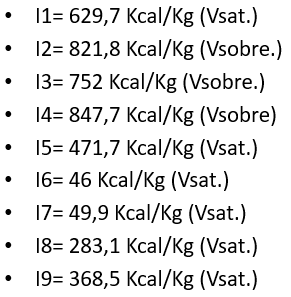 • I1= 629,7 Kcal/Kg (Vsat.)
• I2= 821,8 Kcal/Kg (Vsobre.)
• I3= 752 Kcal/Kg (Vsobre.)
• I4= 847,7 Kcal/Kg (Vsobre)
• I5= 471,7 Kcal/Kg (Vsat.)
• I6= 46 Kcal/Kg (Vsat.)
• I7= 49,9 Kcal/Kg (Vsat.)
• I8= 283,1 Kcal/Kg (Vsat.)
• I9= 368,5 Kcal/Kg (Vsat.)